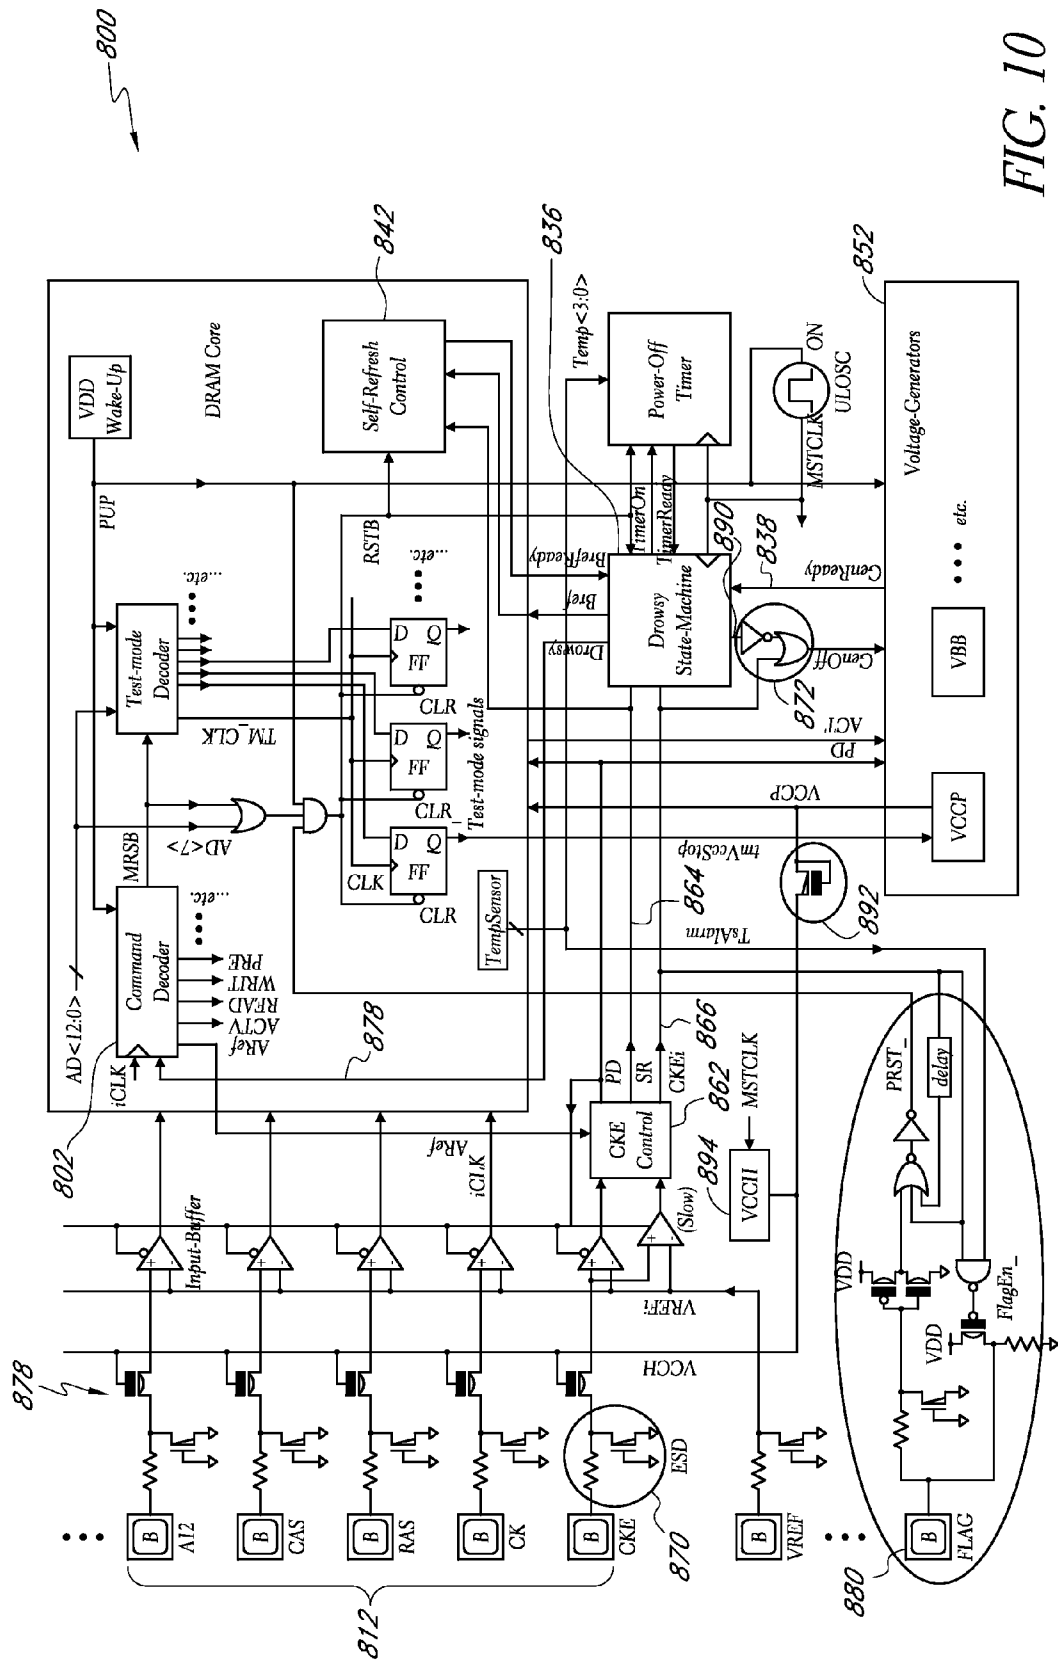 800
FIG. 10
842
836
852
VDD
Wake-Up
DRAM Core
Self-Refresh
Control
Temp<3:0>
Power-Off
Timer
ON
ULOSC
MSTCLK
Voltage-Generators
PUP
RSTB
TimerOn
TimerReady
890
838
BrefReady
Bref
Drowsy
Drowsy
State-Machine
GenReady
GenOff
872
etc.
VBB
VCCP
Test-mode
Decoder
...etc.
...etc.
TM_CLK
D
Q
FF
CLR
D
Q
FF
CLR_
D
Q
FF
CLK
CLR
Test-mode signals
MRSB
AD<7>
AD<12:0>
Command
Decoder
...etc.
PRE
WRIT
READ
ACTV
ARef
iCLK
802
878
TempSensor
tmVccStop
864
TsAlarm
VCCP
PD
ACT
892
866
PD
SR
CKEi
862
CKE
Control
ARef
iCLK
MSTCLK
894
VCCH
(Slow)
Input-Buffer
VREFi
VCCH
878
+
-
+
-
+
-
+
-
+
-
+
-
PRST_
delay
VDD
VDD
FlagEn_
ESD
870
B
A12
B
CAS
B
RAS
B
CK
B
CKE
B
VREF
B
FLAG
812
880